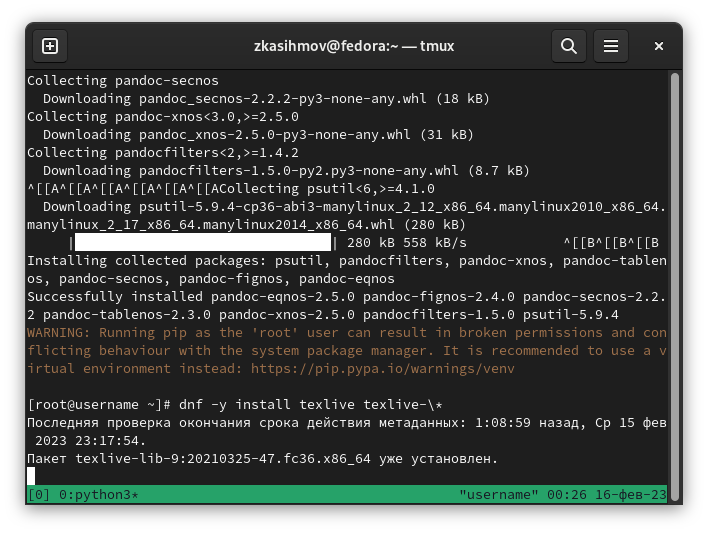 zkasihmov@fedora:~ — tmux
Collecting pandoc-secnos
  Downloading pandoc_secnos-2.2.2-py3-none-any.whl (18 kB)
Collecting pandoc-xnos<3.0,>=2.5.0
  Downloading pandoc_xnos-2.5.0-py3-none-any.whl (31 kB)
Collecting pandocfilters<2,>=1.4.2
  Downloading pandocfilters-1.5.0-py2.py3-none-any.whl (8.7 kB)
^[[A^[[A^[[A^[[A^[[A^[[ACollecting psutil<6,>=4.1.0
  Downloading psutil-5.9.4-cp36-abi3-manylinux_2_12_x86_64.manylinux2010_x86_64.
manylinux_2_17_x86_64.manylinux2014_x86_64.whl (280 kB)
     |████████████████████████████████| 280 kB 558 kB/s            ^[[B^[[B^[[B
Installing collected packages: psutil, pandocfilters, pandoc-xnos, pandoc-tablen
os, pandoc-secnos, pandoc-fignos, pandoc-eqnos
Successfully installed pandoc-eqnos-2.5.0 pandoc-fignos-2.4.0 pandoc-secnos-2.2.
2 pandoc-tablenos-2.3.0 pandoc-xnos-2.5.0 pandocfilters-1.5.0 psutil-5.9.4
WARNING: Running pip as the 'root' user can result in broken permissions and con
flicting behaviour with the system package manager. It is recommended to use a v
irtual environment instead: https://pip.pypa.io/warnings/venv
[root@username ~]# dnf -y install texlive texlive-\*
Последняя проверка окончания срока действия метаданных: 1:08:59 назад, Ср 15 фев
 2023 23:17:54.
Пакет texlive-lib-9:20210325-47.fc36.x86_64 уже установлен.
[0] 0:python3* "username" 00:26 16-фев-23